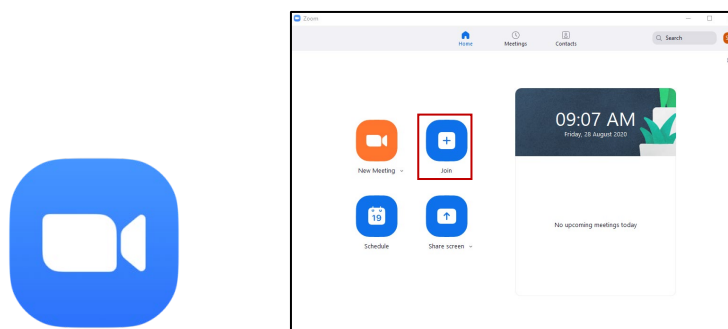 Zoom
Home
Meetings
Contacts
Search
09:07 AM
Friday, 28 August 2020
New Meeting
Join
19
Schedule
Share screen
No upcoming meetings today